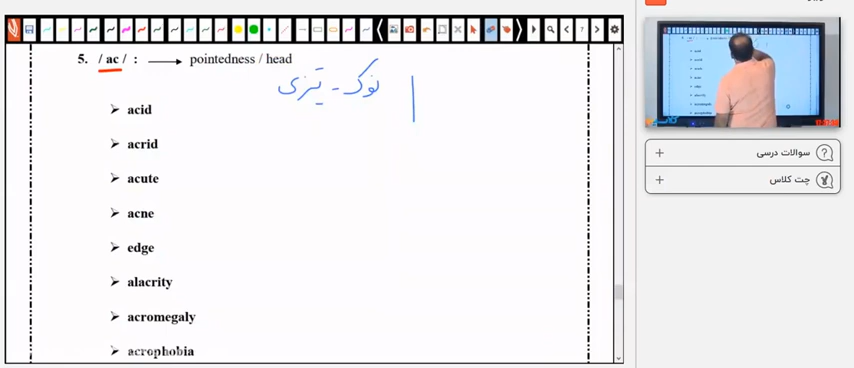 5. / ac / : ⟶ pointedness / head
نوک - تیزی
➢ acid
➢ acrid
➢ acute
➢ acne
➢ edge
➢ alacrity
➢ acromegaly
➢ acrophobia
سوالات درسی
چت کلاس